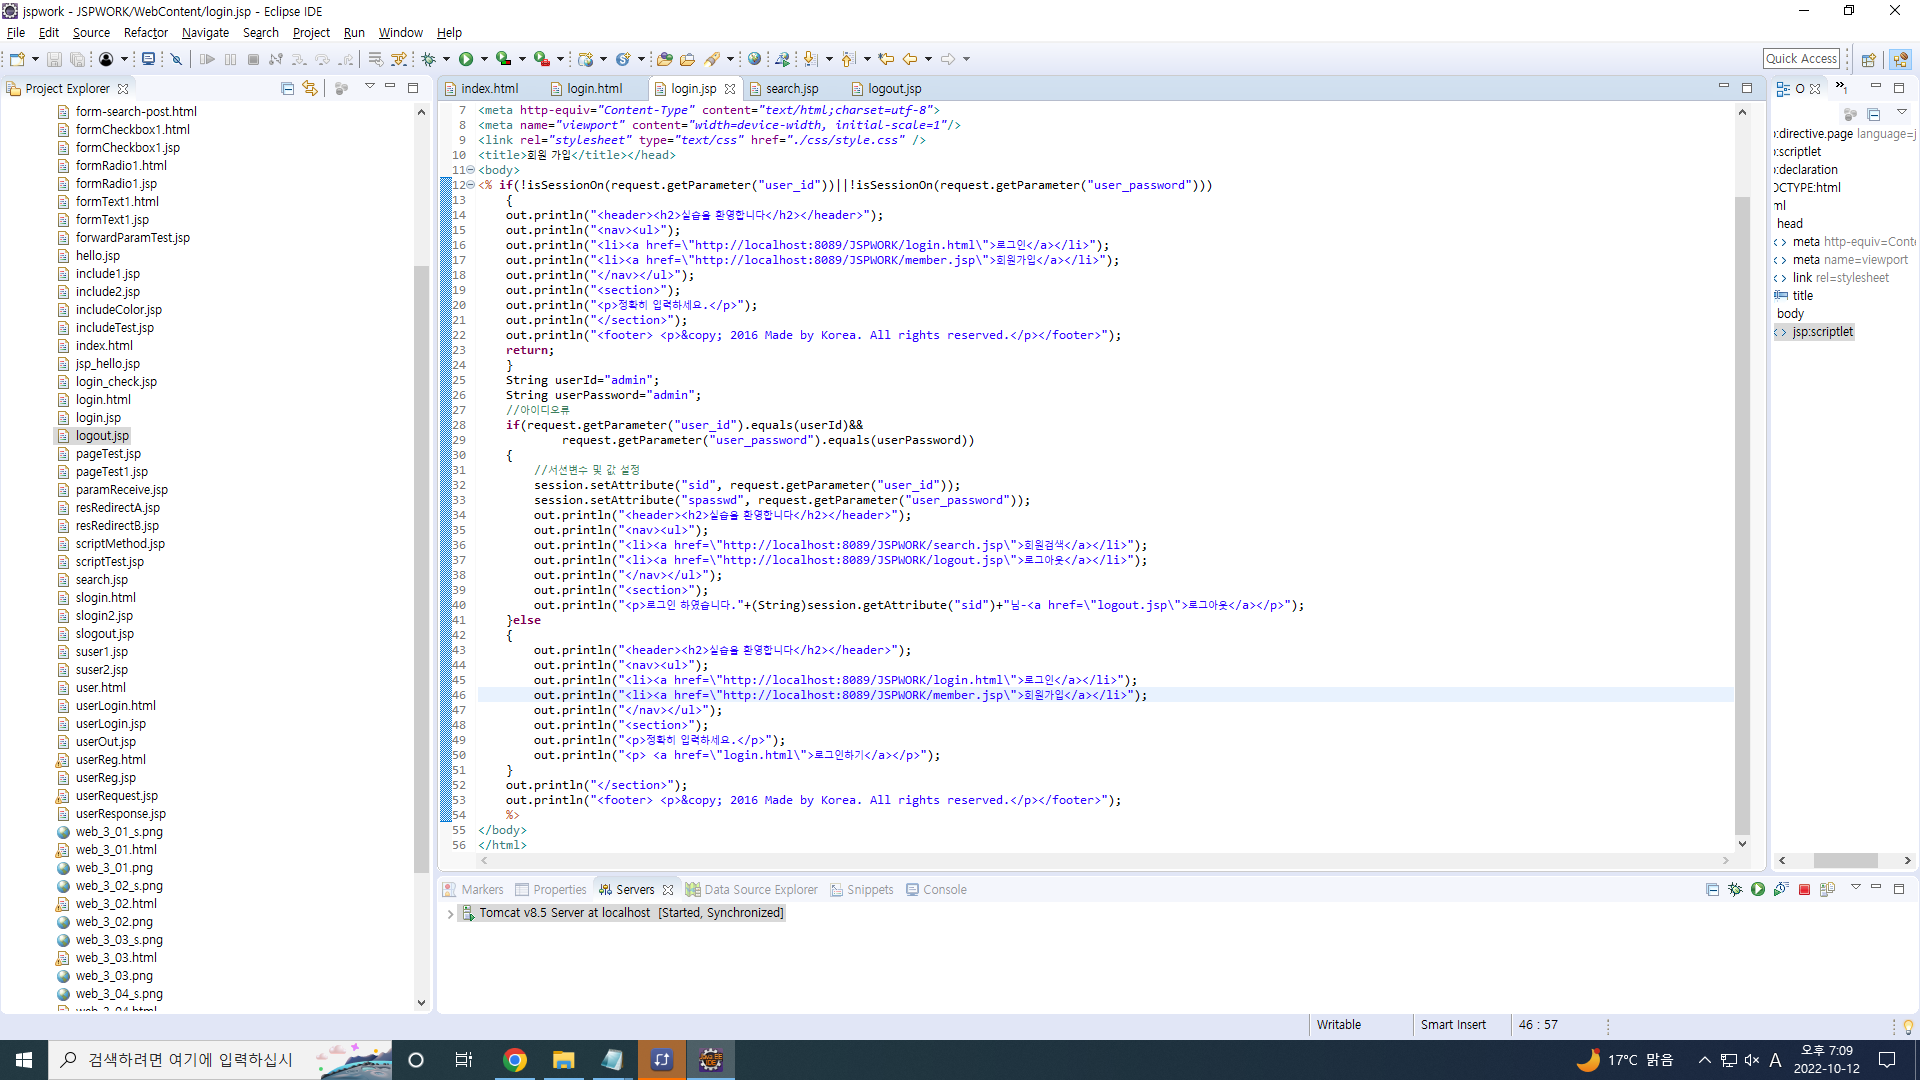 jspwork - JSPWORK/WebContent/login.jsp - Eclipse IDE
File Edit Source Refactor Navigate Search Project Run Window Help
Quick Access
Project Explorer
form-search-post.html
formCheckbox1.html
formCheckbox1.jsp
formRadio1.html
formRadio1.jsp
formText1.html
formText1.jsp
forwardParamTest.jsp
hello.jsp
include1.jsp
include2.jsp
includeColor.jsp
includeTest.jsp
index.html
jsp_hello.jsp
login_check.jsp
login.html
login.jsp
logout.jsp
pageTest.jsp
pageTest1.jsp
paramReceive.jsp
resRedirectA.jsp
resRedirectB.jsp
scriptMethod.jsp
scriptTest.jsp
search.jsp
slogin.html
slogin2.jsp
slogout.jsp
suser1.jsp
suser2.jsp
user.html
userLogin.html
userLogin.jsp
userOut.jsp
userReg.html
userReg.jsp
userRequest.jsp
userResponse.jsp
web_3_01_s.png
web_3_01.html
web_3_01.png
web_3_02_s.png
web_3_02.html
web_3_02.png
web_3_03_s.png
web_3_03.html
web_3_03.png
web_3_04_s.png
web_3_04.html
index.html login.html login.jsp search.jsp logout.jsp
7 <meta http-equiv="Content-Type" content="text/html;charset=utf-8">
8 <meta name="viewport" content="width=device-width, initial-scale=1"/>
9 <link rel="stylesheet" type="text/css" href="./css/style.css" />
10 <title>회원 가입</title></head>
11 <body>
12 <% if(!isSessionOn(request.getParameter("user_id"))||!isSessionOn(request.getParameter("user_password")))
13 {
14 out.println("<header><h2>실습을 환영합니다</h2></header>");
15 out.println("<nav><ul>");
16 out.println("<li><a href=\"http://localhost:8089/JSPWORK/login.html\">로그인</a></li>");
17 out.println("<li><a href=\"http://localhost:8089/JSPWORK/member.jsp\">회원가입</a></li>");
18 out.println("</nav></ul>");
19 out.println("<section>");
20 out.println("<p>정확히 입력하세요.</p>");
21 out.println("</section>");
22 out.println("<footer> <p>&copy; 2016 Made by Korea. All rights reserved.</p></footer>");
23 return;
24 }
25 String userId="admin";
26 String userPassword="admin";
27 //아이디오류
28 if(request.getParameter("user_id").equals(userId)&&
29 request.getParameter("user_password").equals(userPassword))
30 {
31 //서션변수 및 값 설정
32 session.setAttribute("sid", request.getParameter("user_id"));
33 session.setAttribute("spasswd", request.getParameter("user_password"));
34 out.println("<header><h2>실습을 환영합니다</h2></header>");
35 out.println("<nav><ul>");
36 out.println("<li><a href=\"http://localhost:8089/JSPWORK/search.jsp\">회원검색</a></li>");
37 out.println("<li><a href=\"http://localhost:8089/JSPWORK/logout.jsp\">로그아웃</a></li>");
38 out.println("</nav></ul>");
39 out.println("<section>");
40 out.println("<p>로그인 하였습니다."+(String)session.getAttribute("sid")+"님-<a href=\"logout.jsp\">로그아웃</a></p>");
41 }else
42 {
43 out.println("<header><h2>실습을 환영합니다</h2></header>");
44 out.println("<nav><ul>");
45 out.println("<li><a href=\"http://localhost:8089/JSPWORK/login.html\">로그인</a></li>");
46 out.println("<li><a href=\"http://localhost:8089/JSPWORK/member.jsp\">회원가입</a></li>");
47 out.println("</nav></ul>");
48 out.println("<section>");
49 out.println("<p>정확히 입력하세요.</p>");
50 out.println("<p> <a href=\"login.html\">로그인하기</a></p>");
51 }
52 out.println("</section>");
53 out.println("<footer> <p>&copy; 2016 Made by Korea. All rights reserved.</p></footer>");
54 %>
55 </body>
56 </html>
O
p:directive.page language=j
p:scriptlet
p:declaration
OCTYPE:html
ml
head
meta http-equiv=Conte
meta name=viewport
link rel=stylesheet
title
body
jsp:scriptlet
Markers Properties Servers Data Source Explorer Snippets Console
Tomcat v8.5 Server at localhost [Started, Synchronized]
Writable Smart Insert 46 : 57
검색하려면 여기에 입력하십시
17°C 맑음 A 오후 7:09
2022-10-12